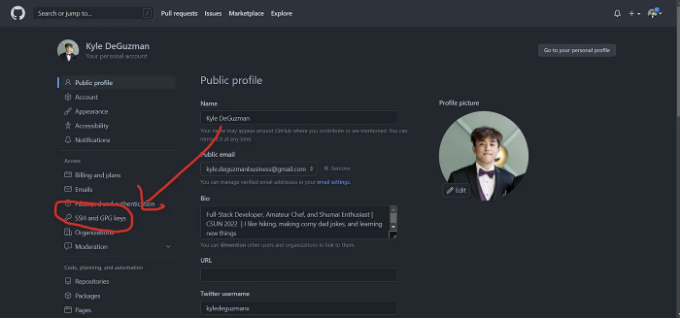 Search or jump to...
/
Pull requests Issues Marketplace Explore
Kyle DeGuzman
Your personal account
Go to your personal profile
Public profile
Account
Appearance
Accessibility
Notifications
Access
Billing and plans
Emails
Password and authentication
SSH and GPG keys
Organizations
Moderation
Code, planning, and automation
Repositories
Packages
Pages
Public profile
Name
Kyle DeGuzman
Your name may appear around GitHub where you contribute or are mentioned. You can
remove it at any time.
Public email
kyle.deguzmanbusiness@gmail.com
Remove
You can manage verified email addresses in your email settings.
Bio
Full-Stack Developer, Amateur Chef, and Shumai Enthusiast |
CSUN 2022 | I like hiking, making corny dad jokes, and learning
new things
You can @mention other users and organizations to link to them.
URL
Twitter username
kyledeguzmanx
Profile picture
Edit